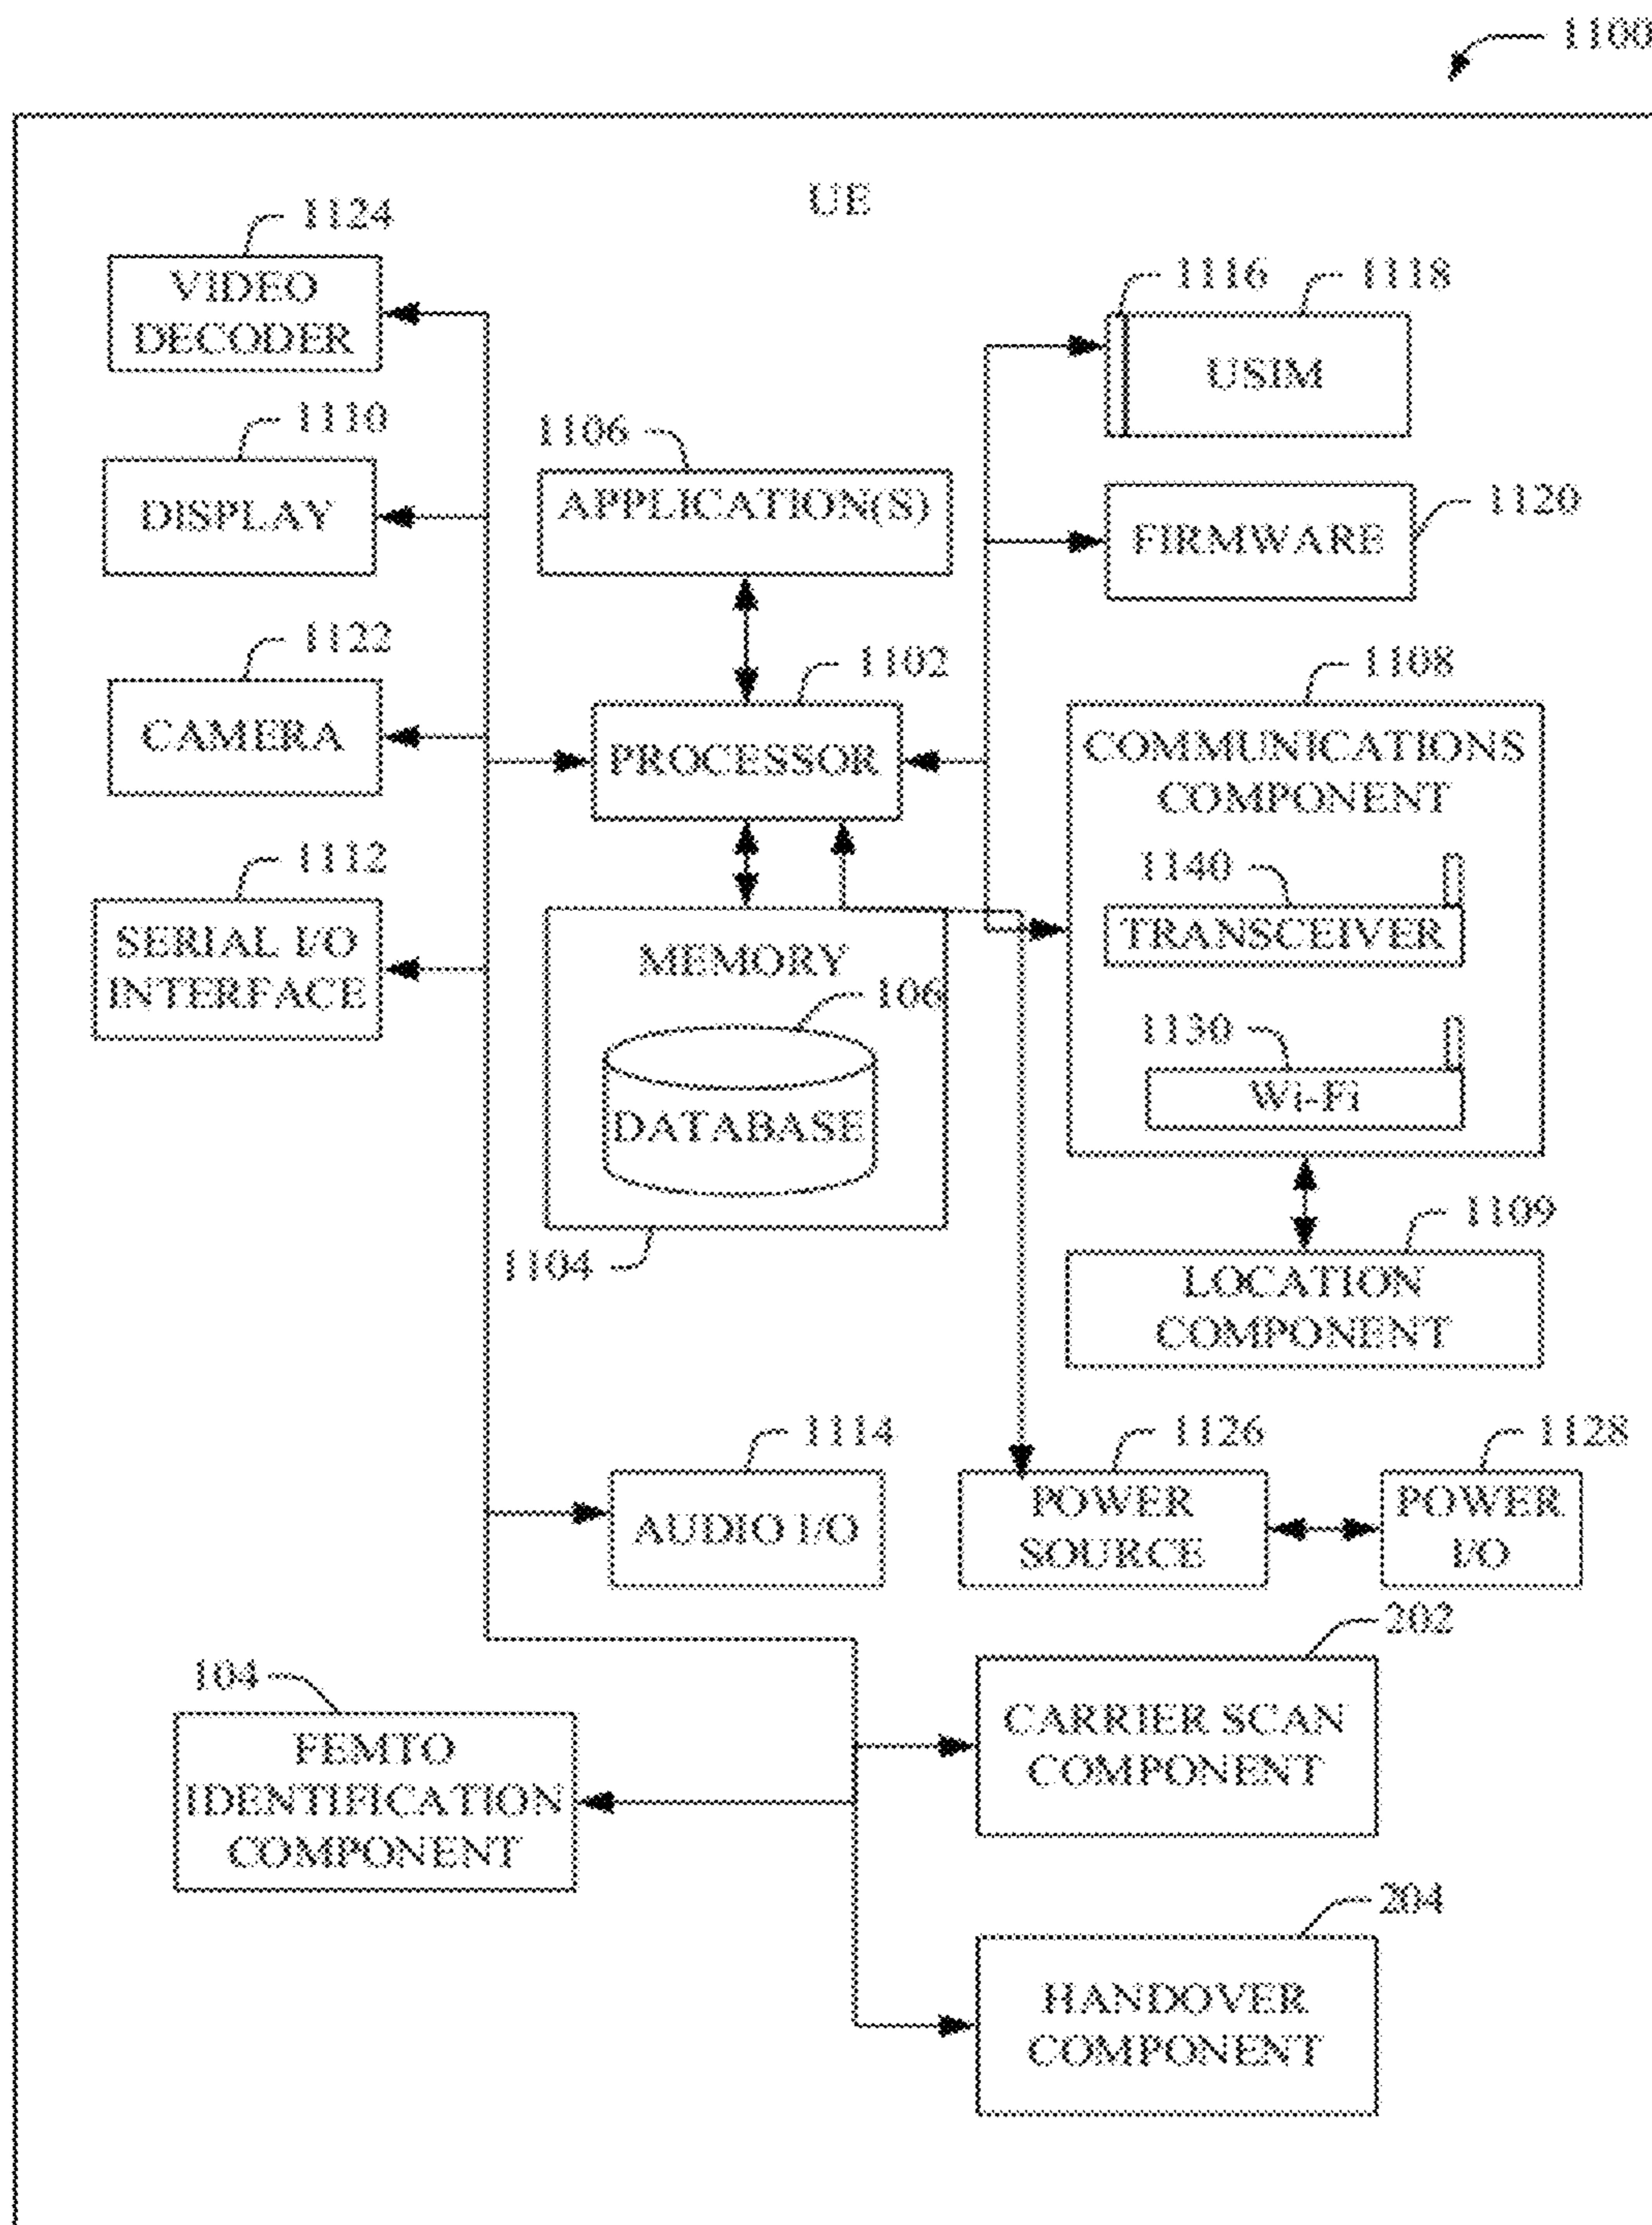 1100
UE
1124
VIDEO
DECODER
1116
1118
USIM
1110
DISPLAY
1106
APPLICATION(S)
1120
FIRMWARE
1122
CAMERA
1102
PROCESSOR
1108
COMMUNICATIONS
COMPONENT
1140
TRANSCEIVER
1130
Wi-Fi
1112
SERIAL I/O
INTERFACE
MEMORY
106
DATABASE
1104
1109
LOCATION
COMPONENT
1114
AUDIO I/O
1126
POWER
SOURCE
1128
POWER
I/O
202
CARRIER SCAN
COMPONENT
104
FEMTO
IDENTIFICATION
COMPONENT
204
HANDOVER
COMPONENT